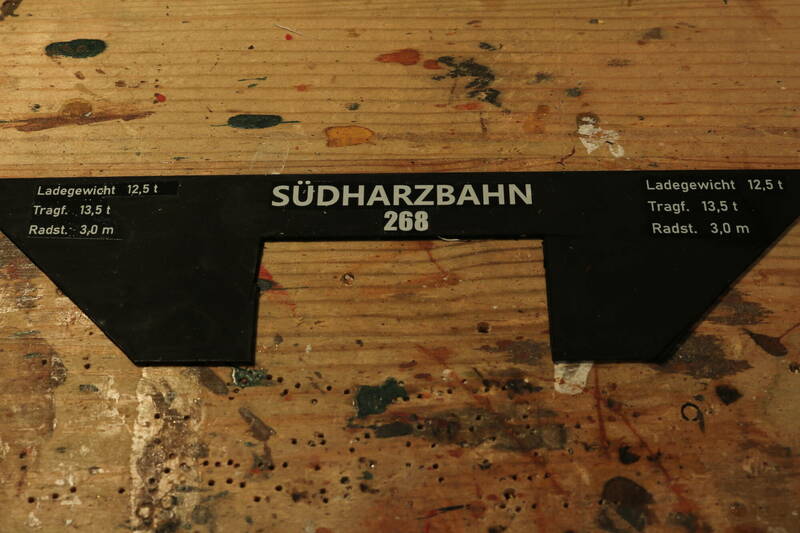 Ladegewicht 12,5 t
Tragf. 13,5 t
Radst. 3,0 m
SÜDHARZBAHN
268
Ladegewicht 12,5 t
Tragf. 13,5 t
Radst. 3,0 m